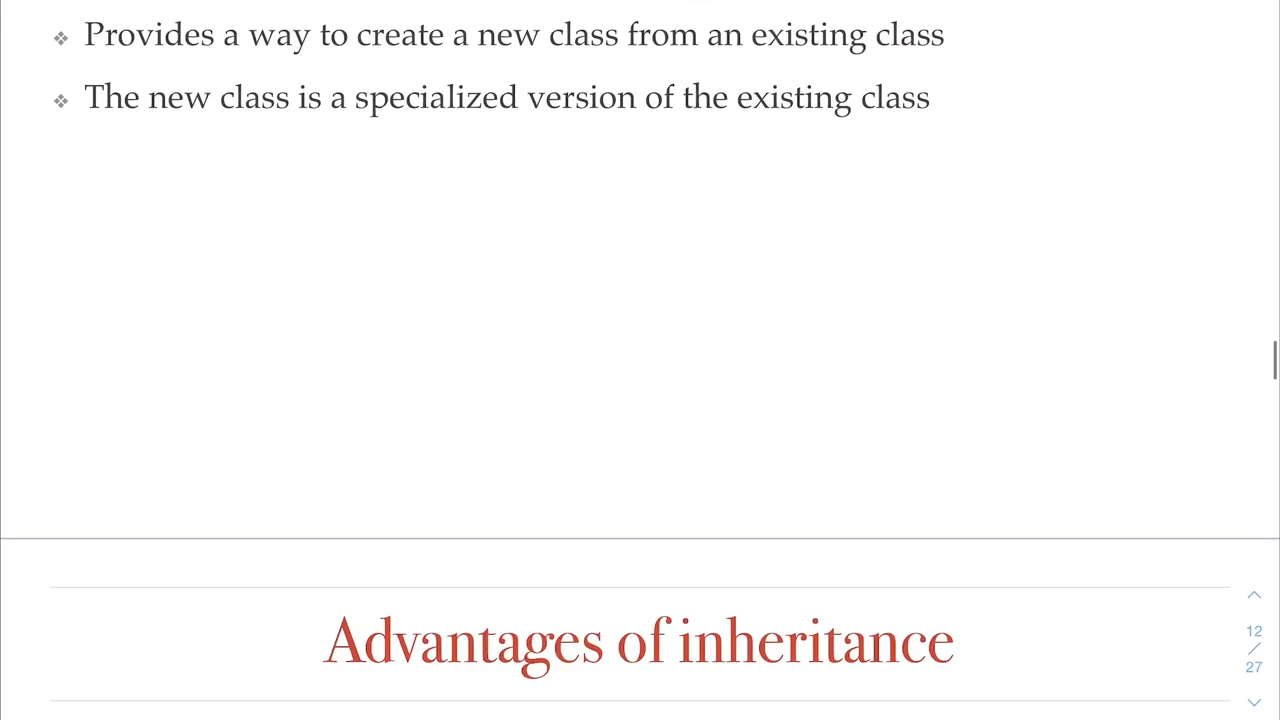 ❖ Provides a way to create a new class from an existing class
❖ The new class is a specialized version of the existing class
Advantages of inheritance
12
/
27